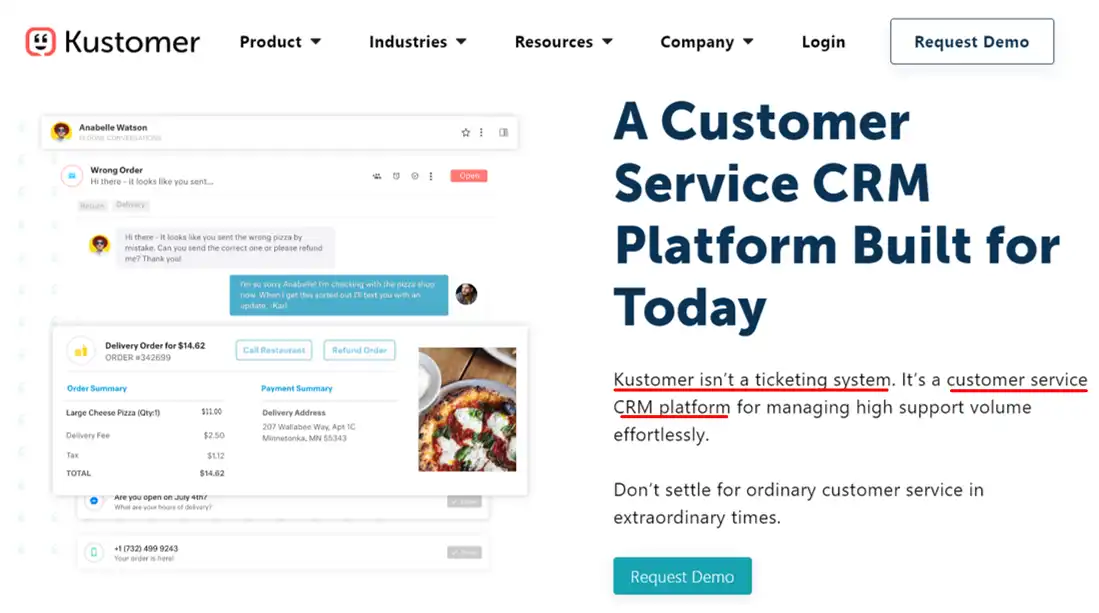 Kustomer
Product
Industries
Resources
Company
Login
Request Demo
Anabelle Watson
CONVERSATIONS
Wrong Order
Hi there - it looks like you sent...
Open
Return
Delivery
Hi there - It looks like you sent the wrong pizza by
mistake. Can you send the correct one or please refund
me? Thank you!
I'm so sorry Anabelle! I'm checking with the pizza shop
now. When I get this sorted out I'll text you with an
update. -Karl
Delivery Order for $14.62
ORDER #342699
Call Restaurant
Refund Order
Order Summary
Payment Summary
Large Cheese Pizza (Qty:1)
$11.00
Delivery Fee
$2.50
Tax
$1.12
TOTAL
$14.62
Delivery Address
207 Wallabee Way, Apt 1C
Minnetonka, MN 55343
Are you open on July 4th?
What are your hours of delivery?
+1 (732) 499 9243
Your order is here!
A Customer
Service CRM
Platform Built for
Today
Kustomer isn't a ticketing system. It's a customer service
CRM platform for managing high support volume
effortlessly.
Don't settle for ordinary customer service in
extraordinary times.
Request Demo